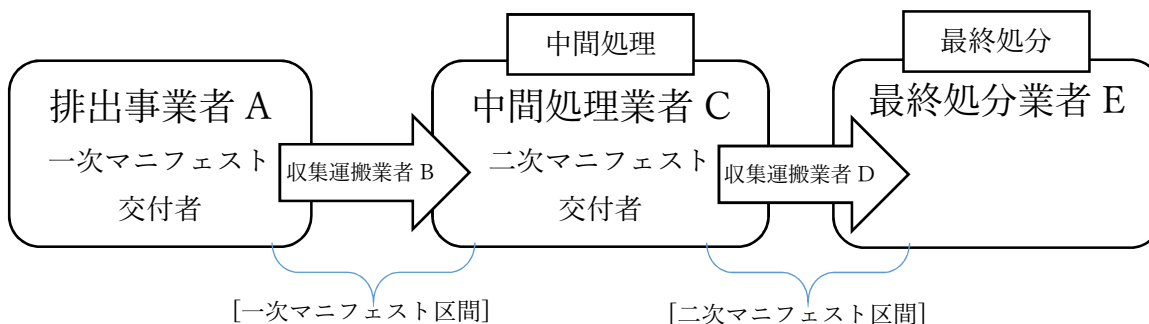 中間処理
最終処分
排出事業者 A
一次マニフェスト
交付者
収集運搬業者 B
中間処理業者 C
二次マニフェスト
交付者
収集運搬業者 D
最終処分業者 E
[一次マニフェスト区間]
[二次マニフェスト区間]